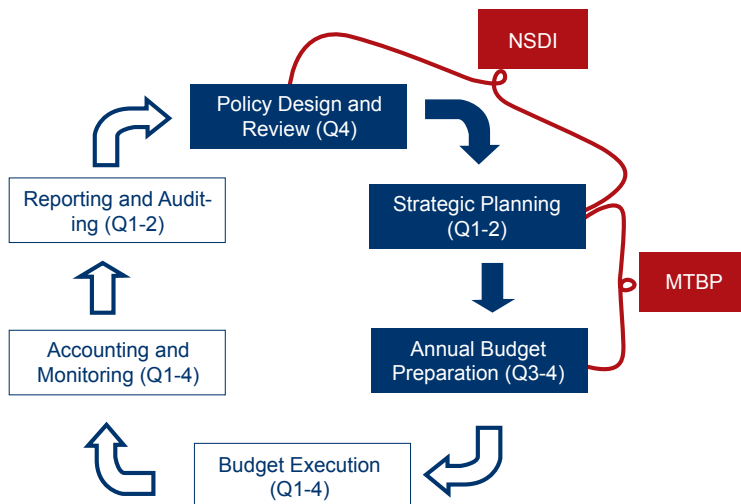 NSDI
Policy Design and
Review (Q4)
Reporting and Audit-
ing (Q1-2)
Strategic Planning
(Q1-2)
MTBP
Accounting and
Monitoring (Q1-4)
Annual Budget
Preparation (Q3-4)
Budget Execution
(Q1-4)